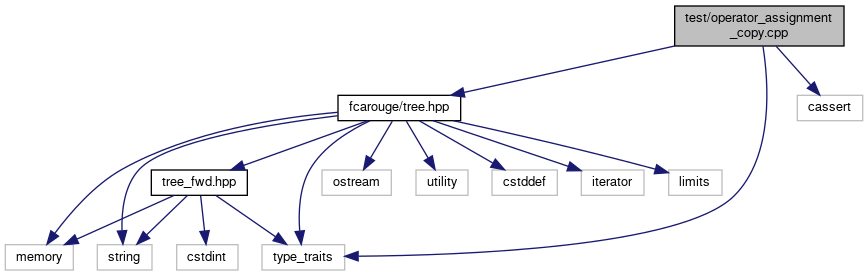 test/operator_assignment
_copy.cpp
fcarouge/tree.hpp
cassert
tree_fwd.hpp
ostream
utility
cstddef
iterator
limits
memory
string
cstdint
type_traits